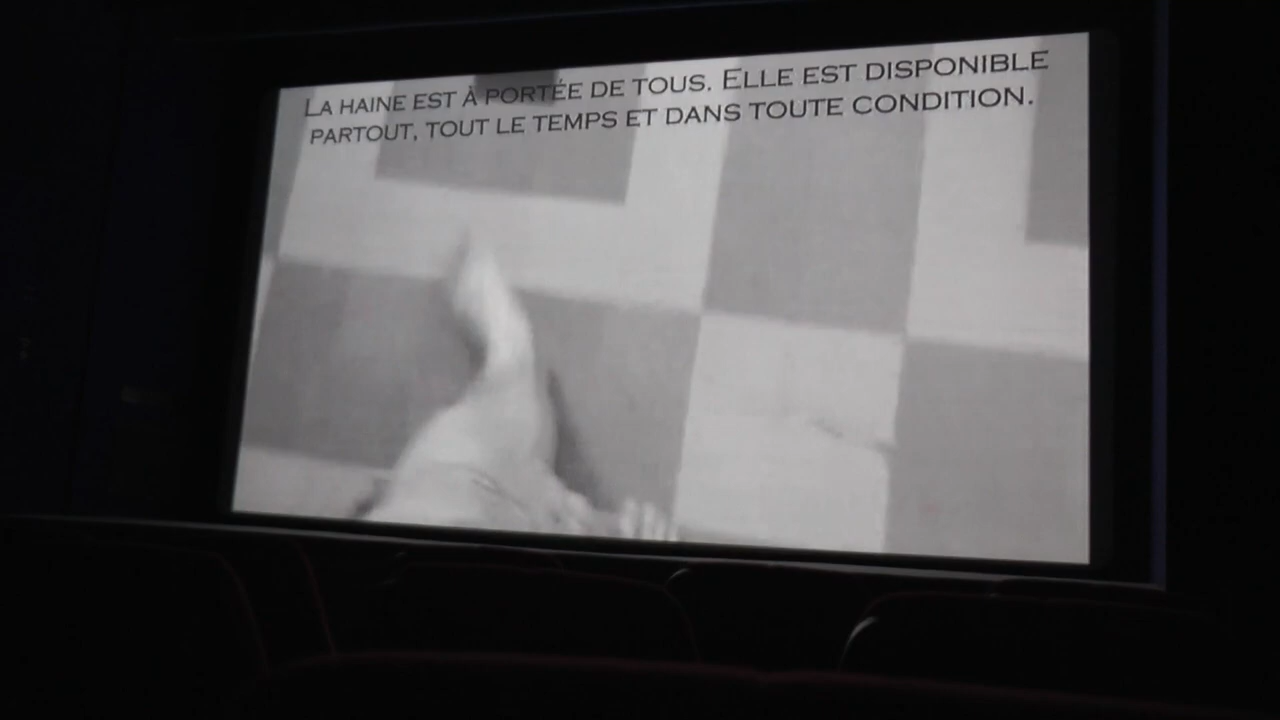 La haine est à portée de tous. Elle est disponible
partout, tout le temps et dans toute condition.